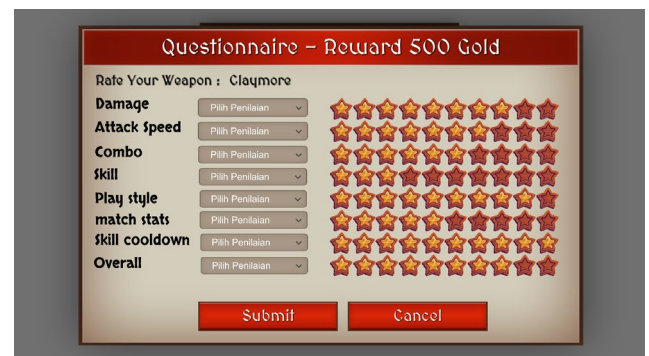 Questionnaire – Reward 500 Gold
Rate Your Weapon : Claymore
Damage Pilih Penilaian
Attack Speed Pilih Penilaian
Combo Pilih Penilaian
Skill Pilih Penilaian
Play style Pilih Penilaian
match stats Pilih Penilaian
Skill cooldown Pilih Penilaian
Overall Pilih Penilaian
Submit Cancel